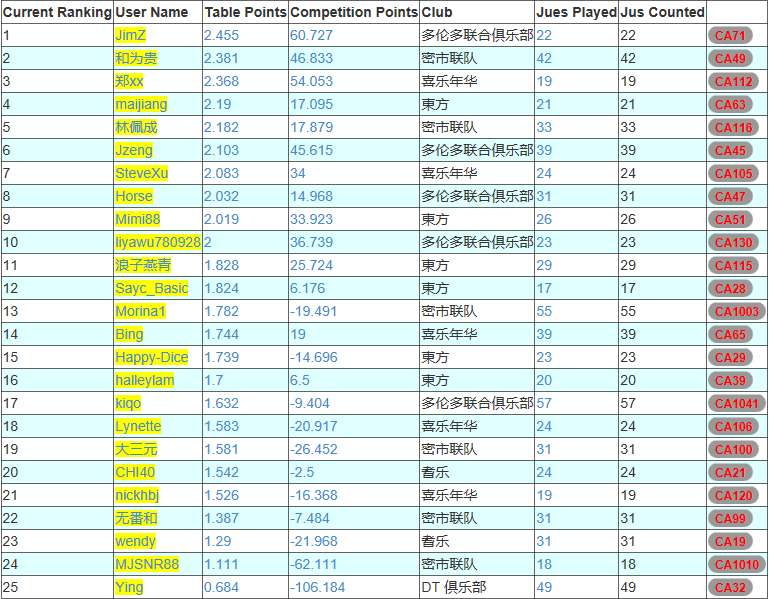 Current Ranking User Name Table Points Competition Points Club Jues Played Jus Counted
1 JimZ 2.455 60.727 多伦多联合俱乐部 22 22 CA71
2 和为贵 2.381 46.833 密市联队 42 42 CA49
3 郑xx 2.368 54.053 喜乐年华 19 19 CA112
4 maijiang 2.19 17.095 東方 21 21 CA63
5 林佩成 2.182 17.879 密市联队 33 33 CA116
6 Jzeng 2.103 45.615 多伦多联合俱乐部 39 39 CA45
7 SteveXu 2.083 34 喜乐年华 24 24 CA105
8 Horse 2.032 14.968 多伦多联合俱乐部 31 31 CA47
9 Mimi88 2.019 33.923 東方 26 26 CA51
10 liyawu780928 2 36.739 多伦多联合俱乐部 23 23 CA130
11 浪子燕青 1.828 25.724 東方 29 29 CA115
12 Sayc_Basic 1.824 6.176 東方 17 17 CA28
13 Morina1 1.782 -19.491 密市联队 55 55 CA1003
14 Bing 1.744 19 喜乐年华 39 39 CA65
15 Happy-Dice 1.739 -14.696 東方 23 23 CA29
16 halleylam 1.7 6.5 東方 20 20 CA39
17 kiqo 1.632 -9.404 多伦多联合俱乐部 57 57 CA1041
18 Lynette 1.583 -20.917 喜乐年华 24 24 CA106
19 大三元 1.581 -26.452 密市联队 31 31 CA100
20 CHI40 1.542 -2.5 耆乐 24 24 CA21
21 nickhbj 1.526 -16.368 喜乐年华 19 19 CA120
22 无番和 1.387 -7.484 密市联队 31 31 CA99
23 wendy 1.29 -21.968 耆乐 31 31 CA19
24 MJSNR88 1.111 -62.111 密市联队 18 18 CA1010
25 Ying 0.684 -106.184 DT 俱乐部 49 49 CA32